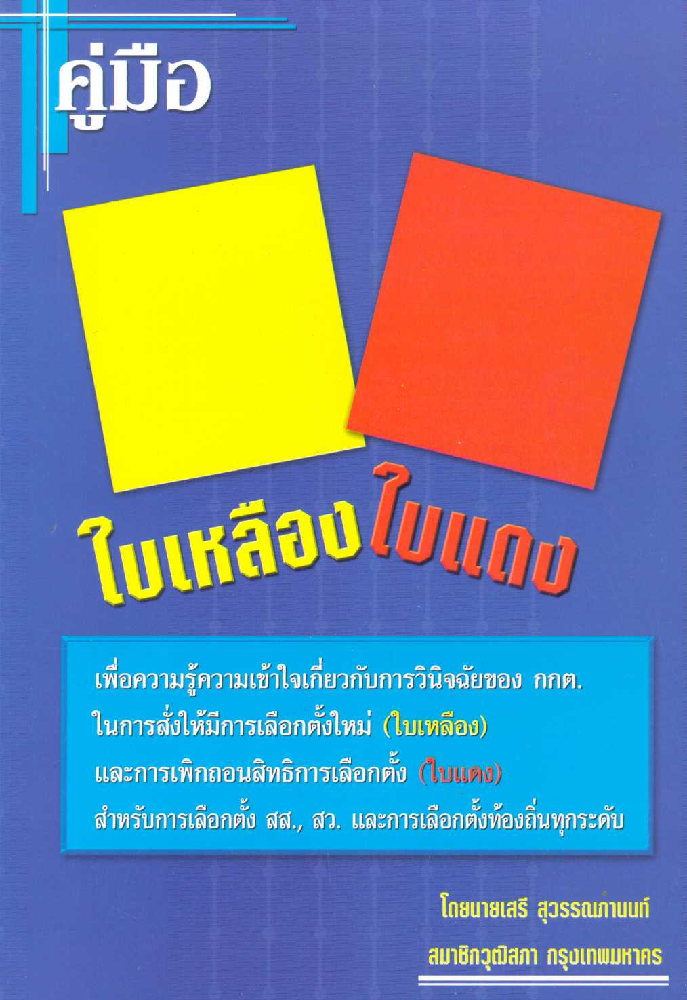 คู่มือ
ใบเหลืองใบแดง
เพื่อความรู้ความเข้าใจเกี่ยวกับการวินิจฉัยของ กกต.
ในการสั่งให้มีการเลือกตั้งใหม่ (ใบเหลือง)
และการเพิกถอนสิทธิการเลือกตั้ง (ใบแดง)
สำหรับการเลือกตั้ง สส., สว. และการเลือกตั้งท้องถิ่นทุกระดับ
โดยนายเสรี สุวรรณภานนท์
สมาชิกวุฒิสภา กรุงเทพมหาคร